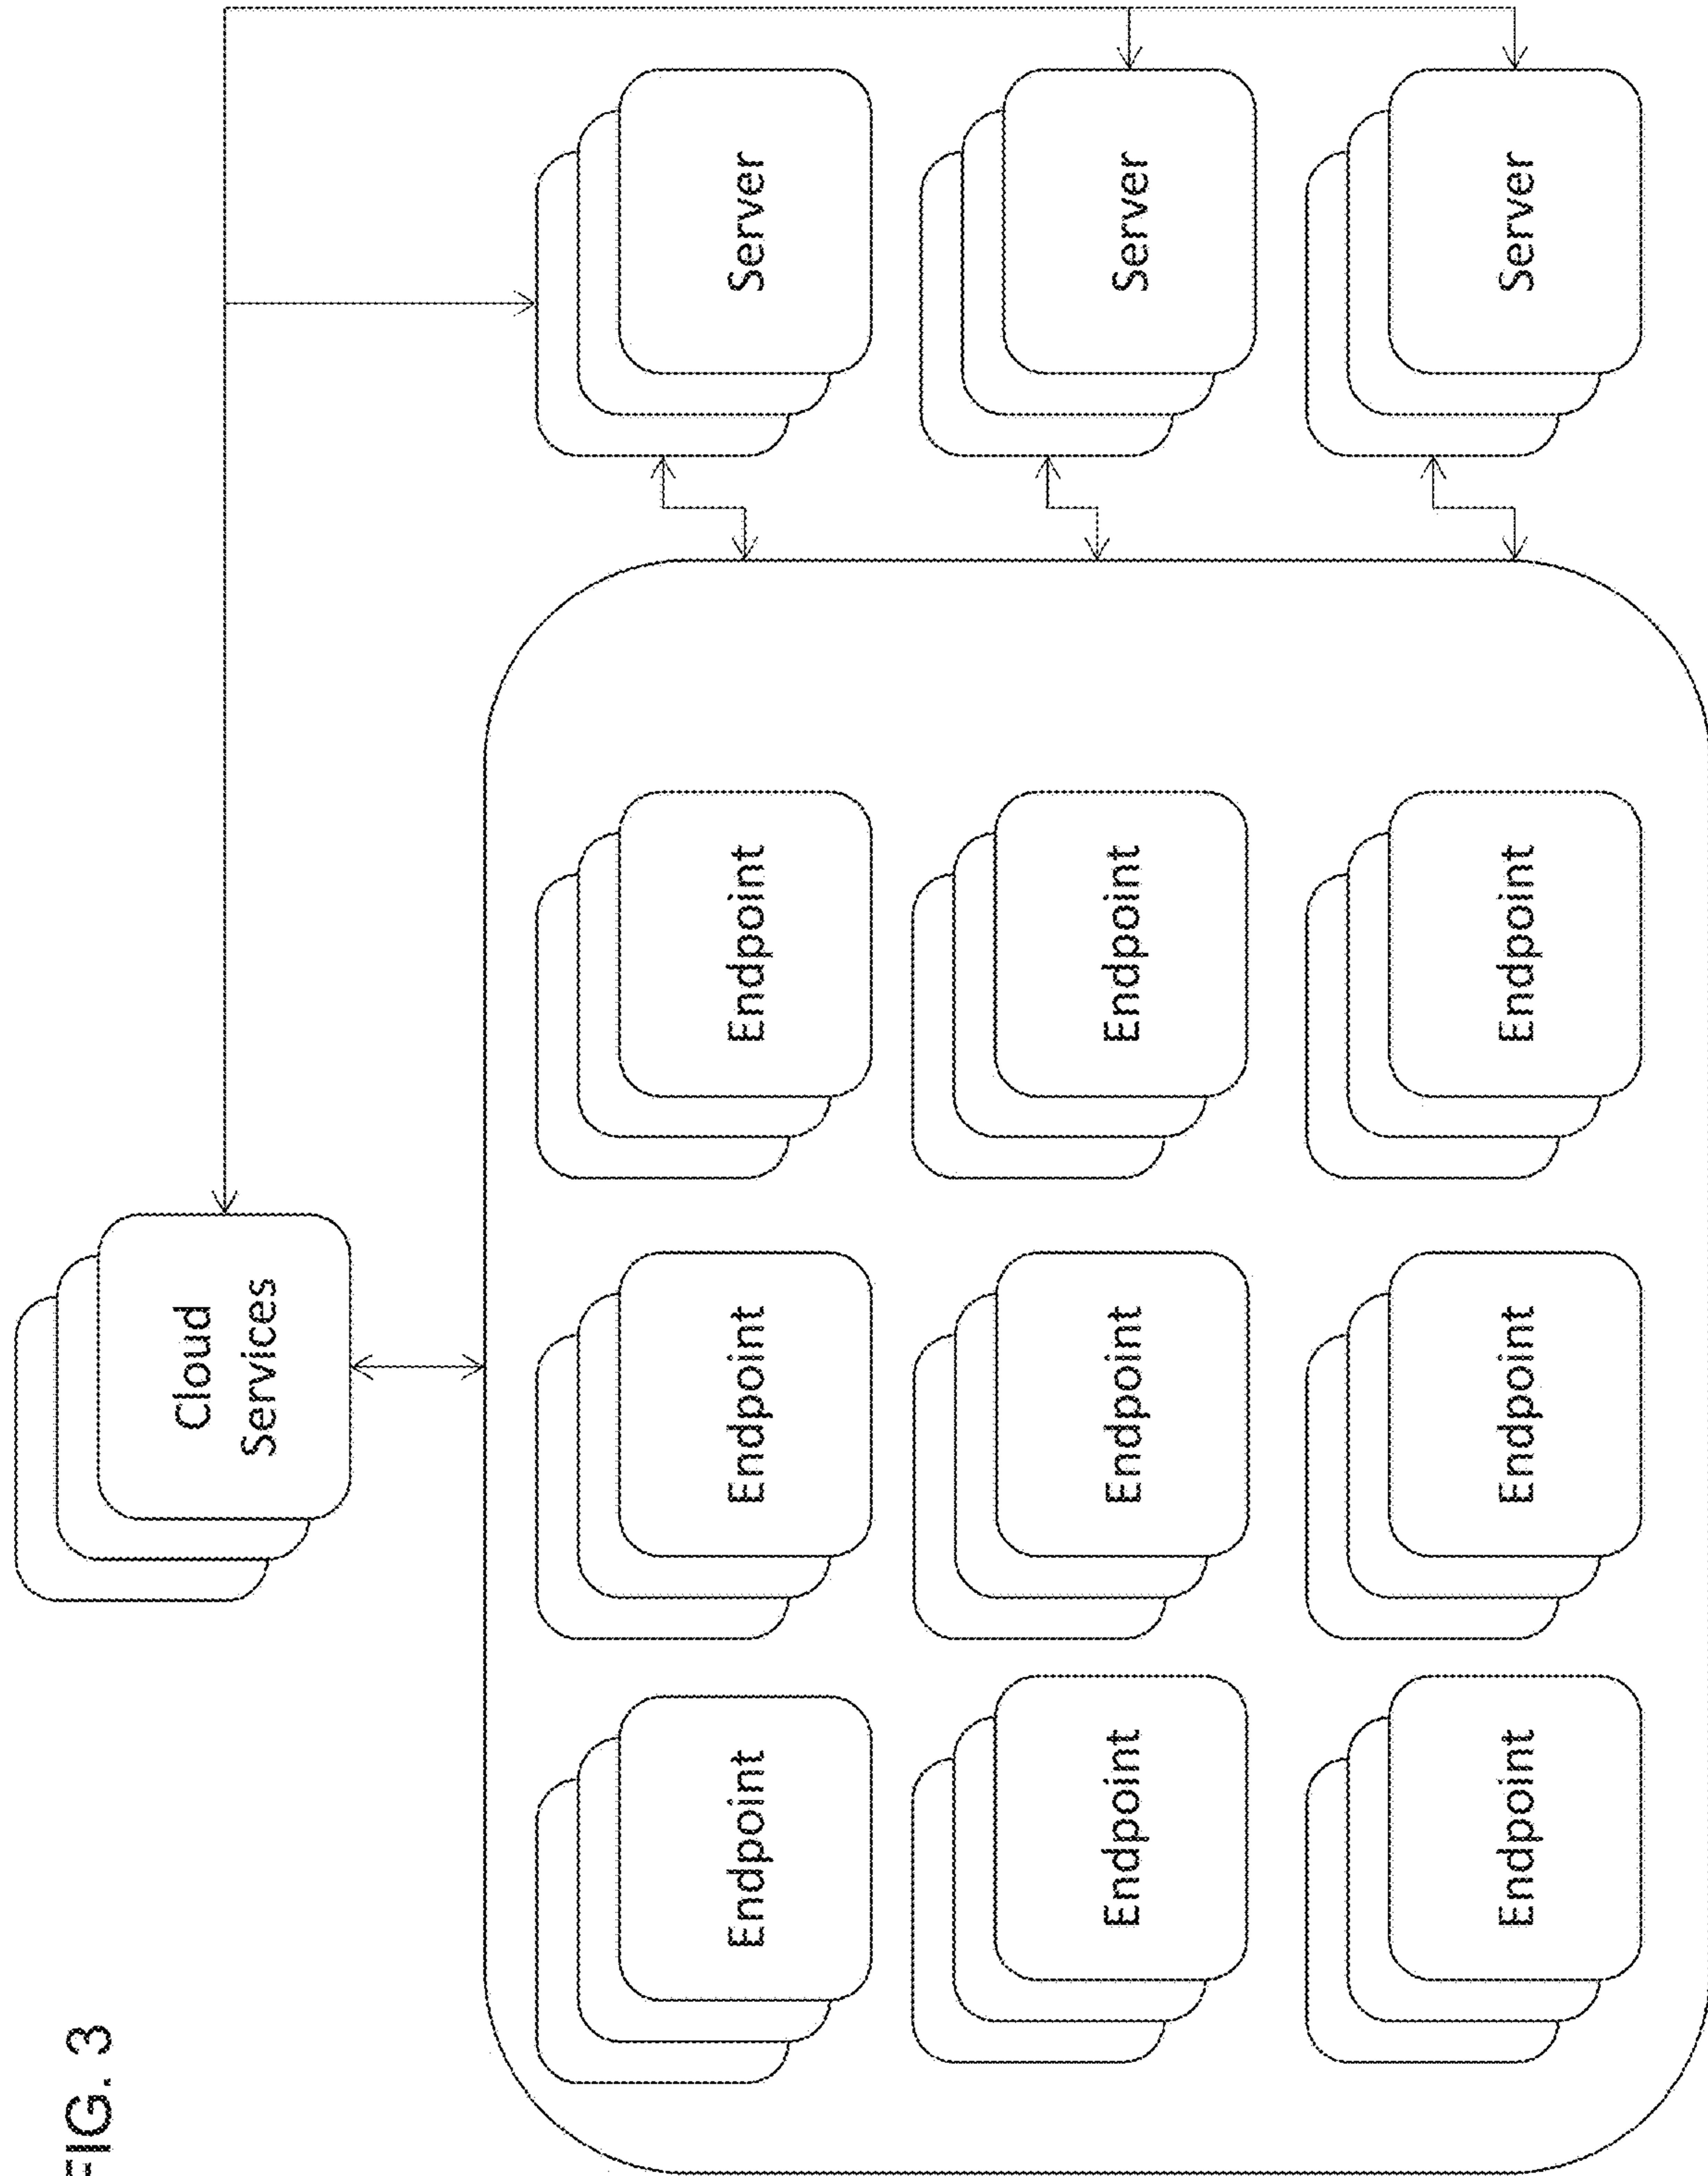 FIG. 3
Cloud
Services
Endpoint
Endpoint
Endpoint
Server
Endpoint
Endpoint
Endpoint
Server
Endpoint
Endpoint
Endpoint
Server